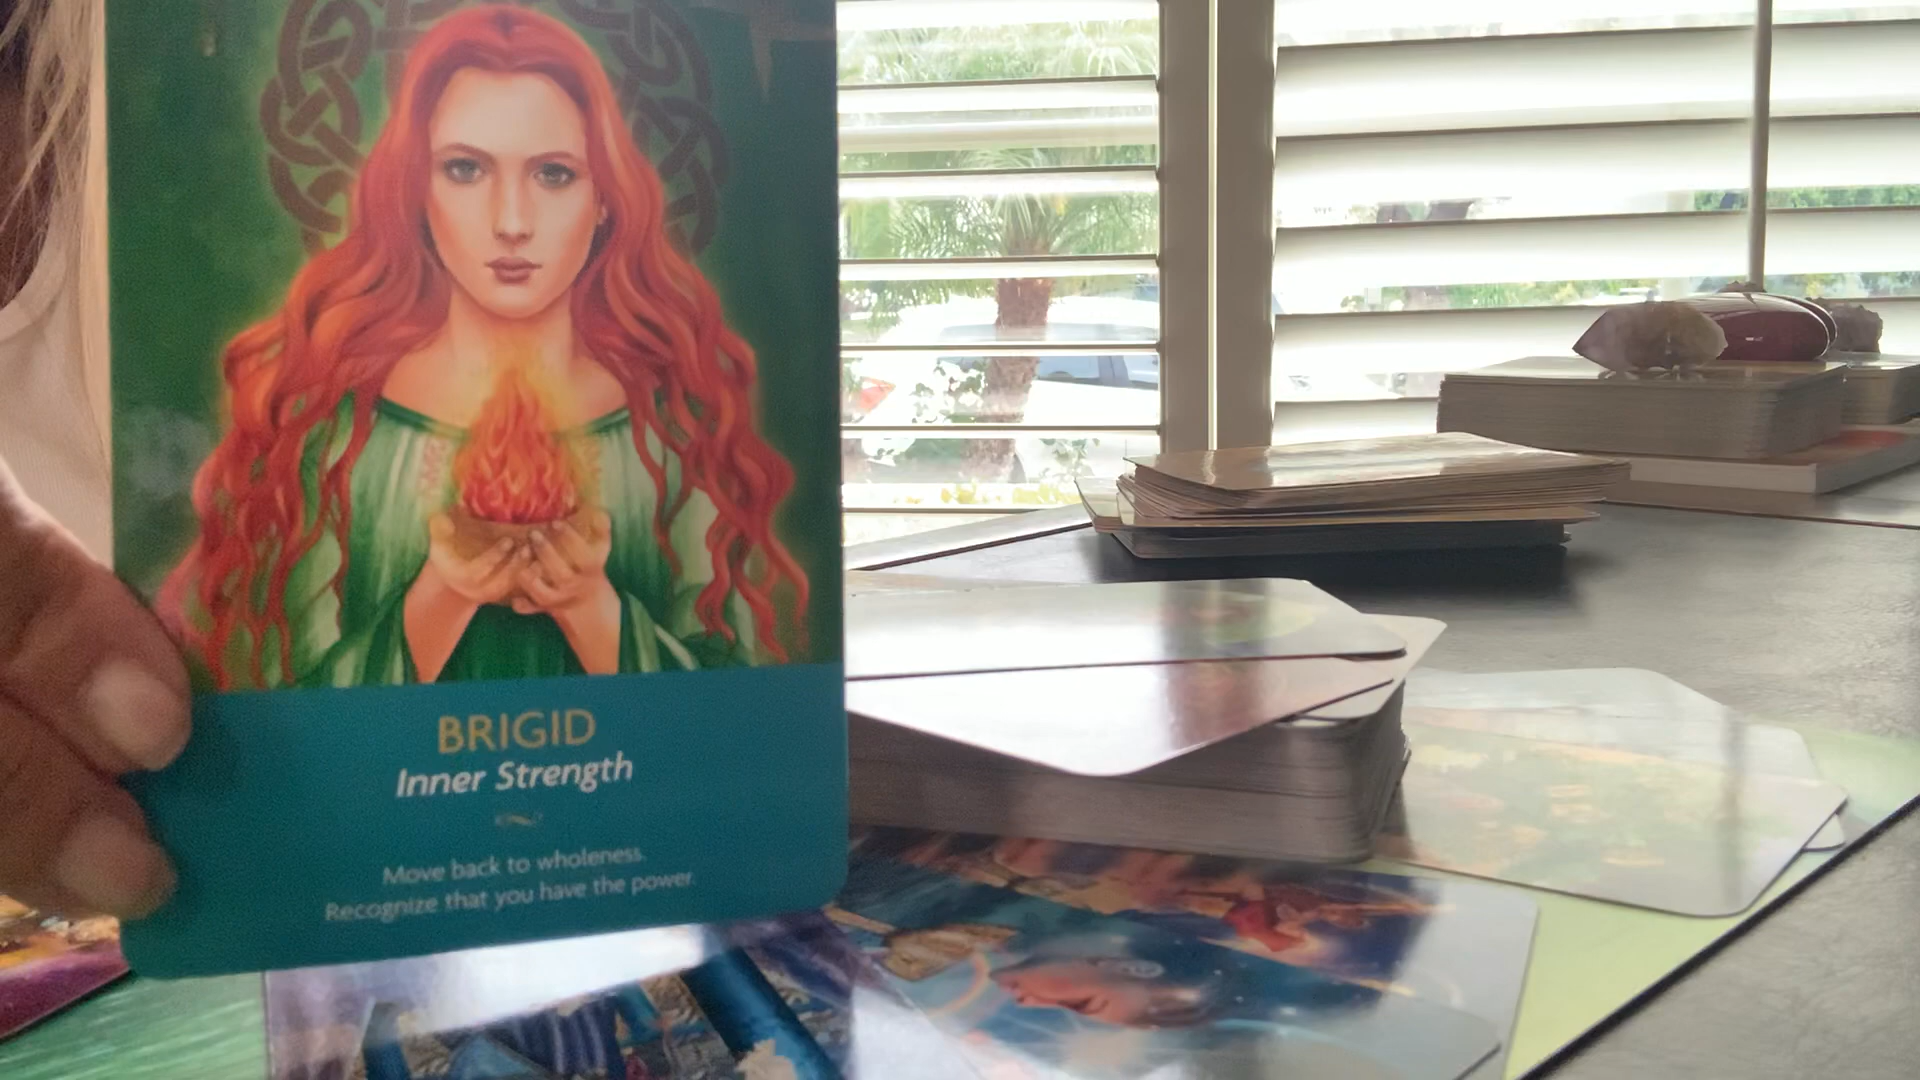 BRIGID
Inner Strength
Move back to wholeness.
Recognize that you have the power.